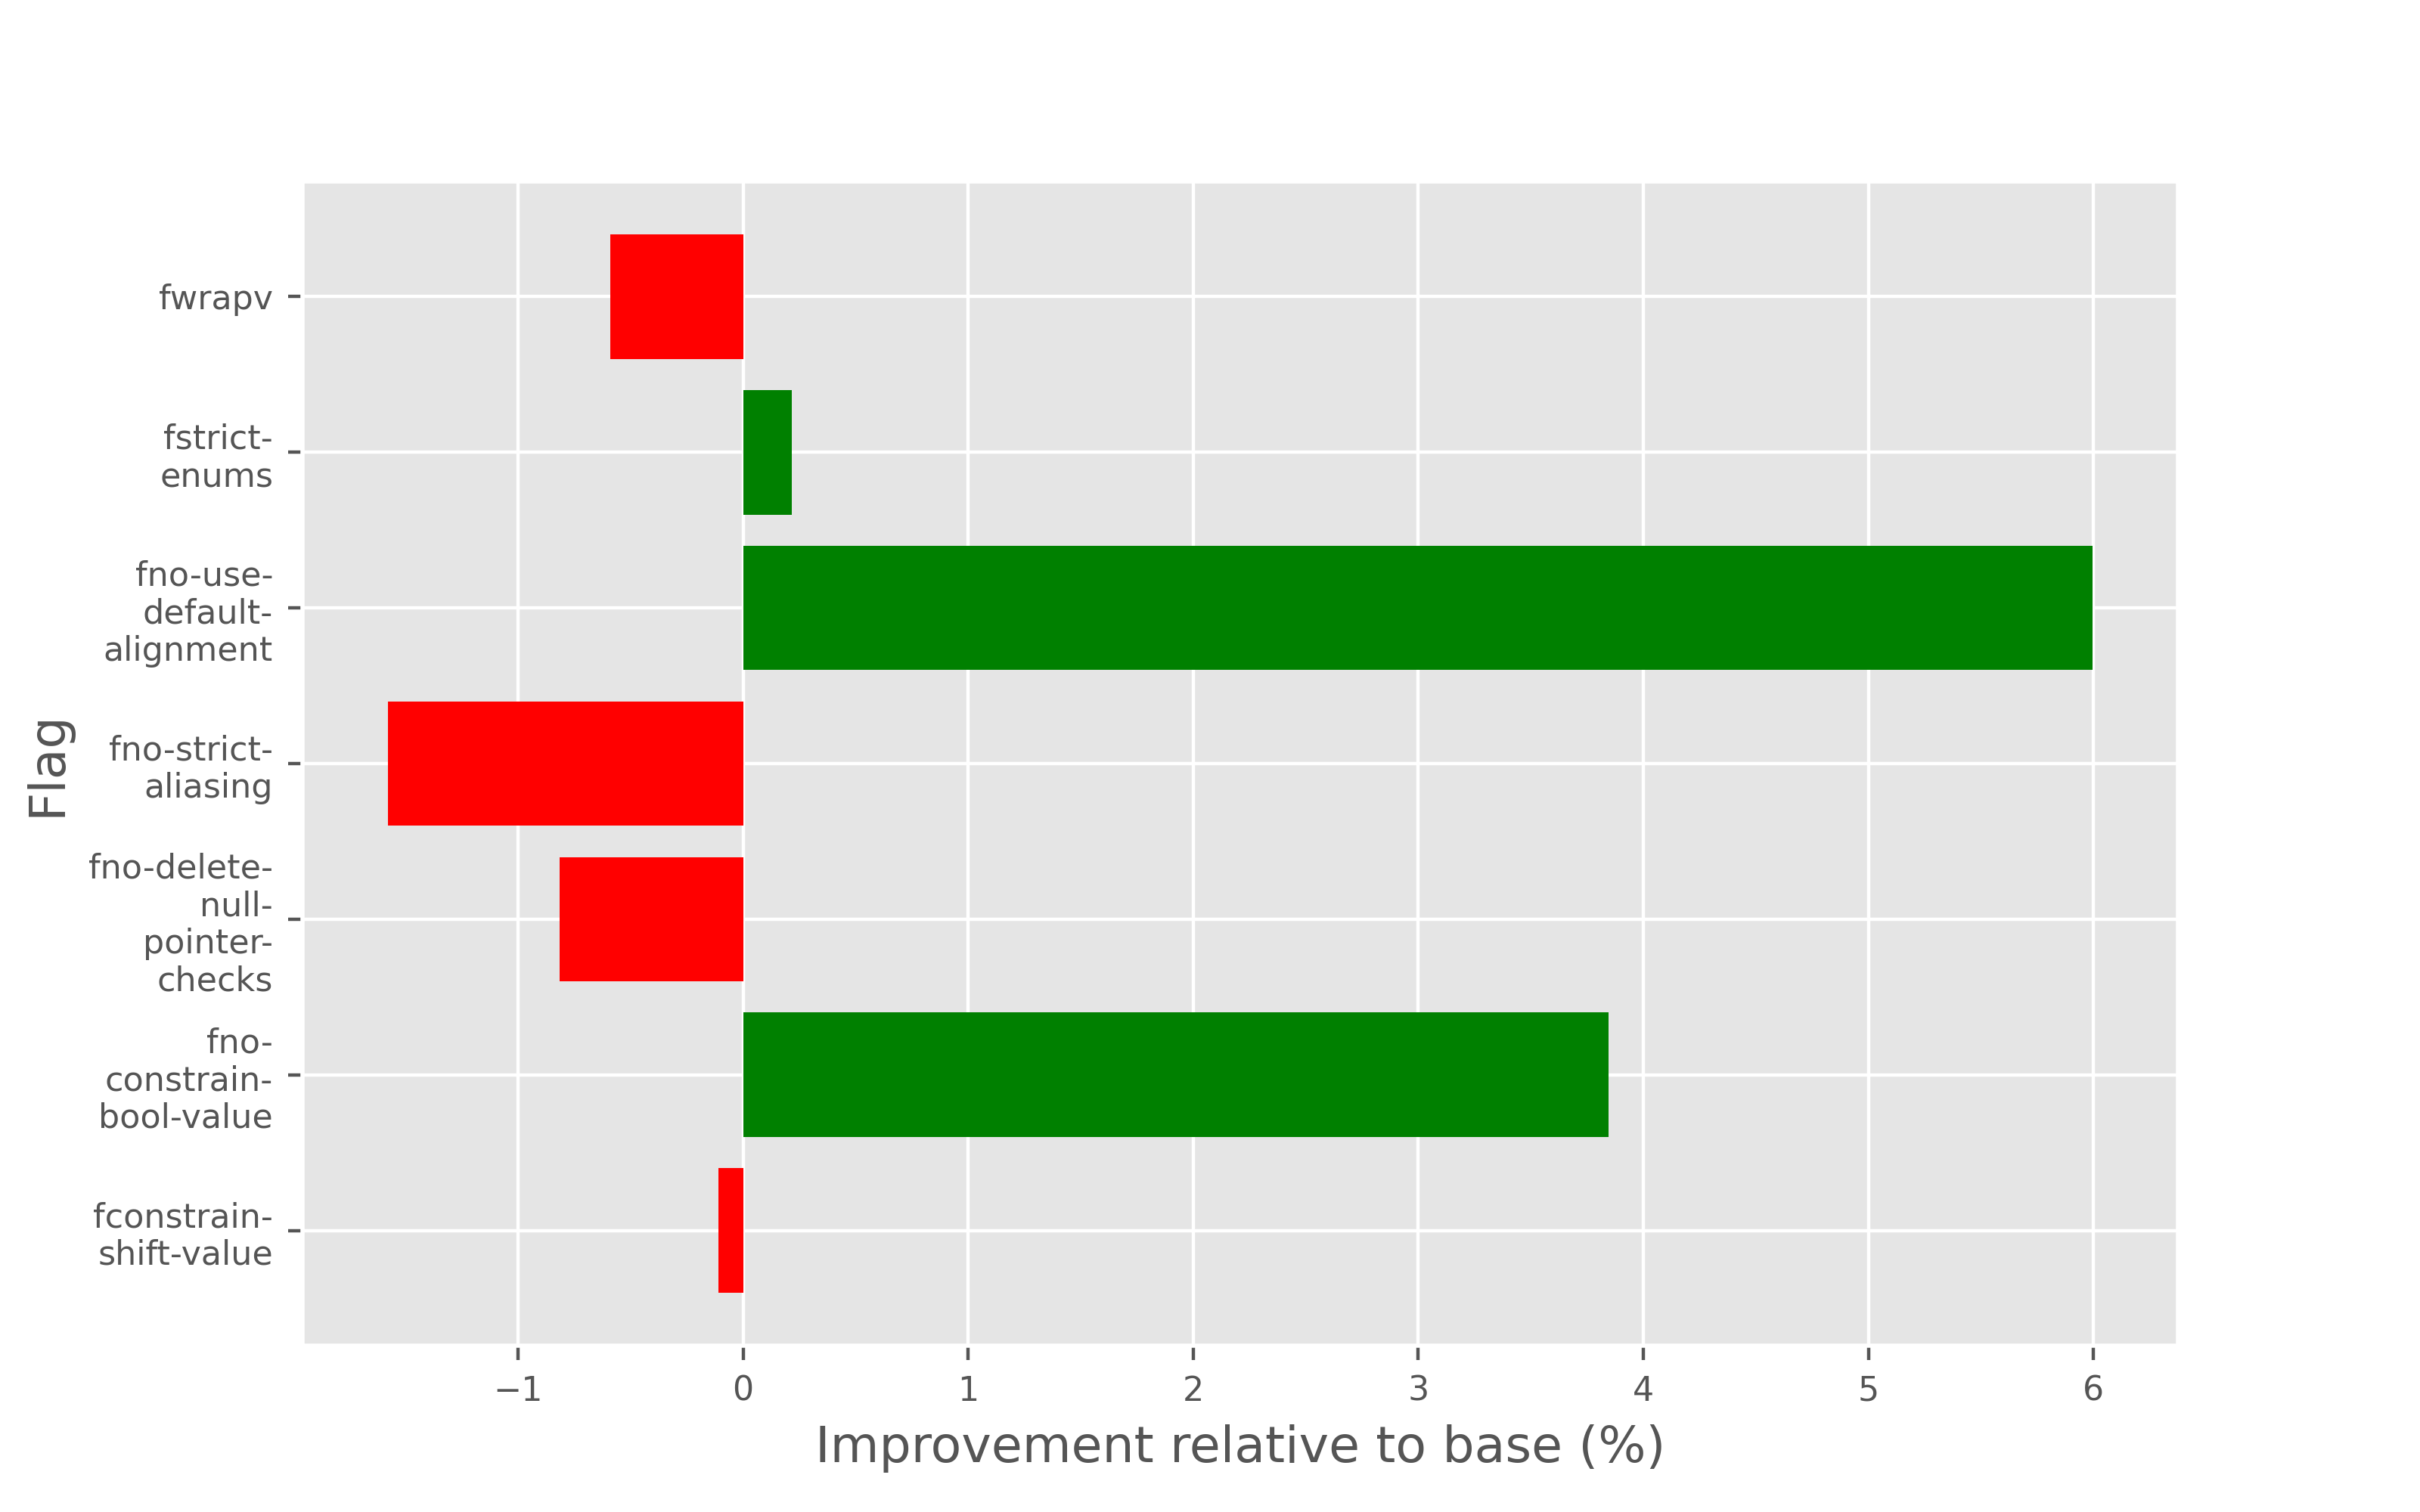 fwrapv
fstrict-
enums
fno-use-
default-
alignment
fno-strict-
aliasing
fno-delete-
null-
pointer-
checks
fno-
constrain-
bool-value
fconstrain-
shift-value
Flag
−1 0 1 2 3 4 5 6
Improvement relative to base (%)